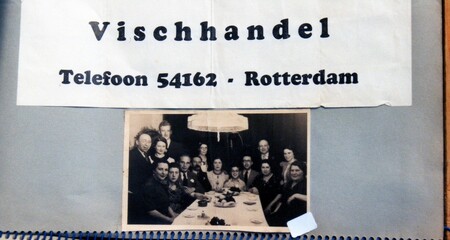 Vischhandel
Telefoon 54162 - Rotterdam